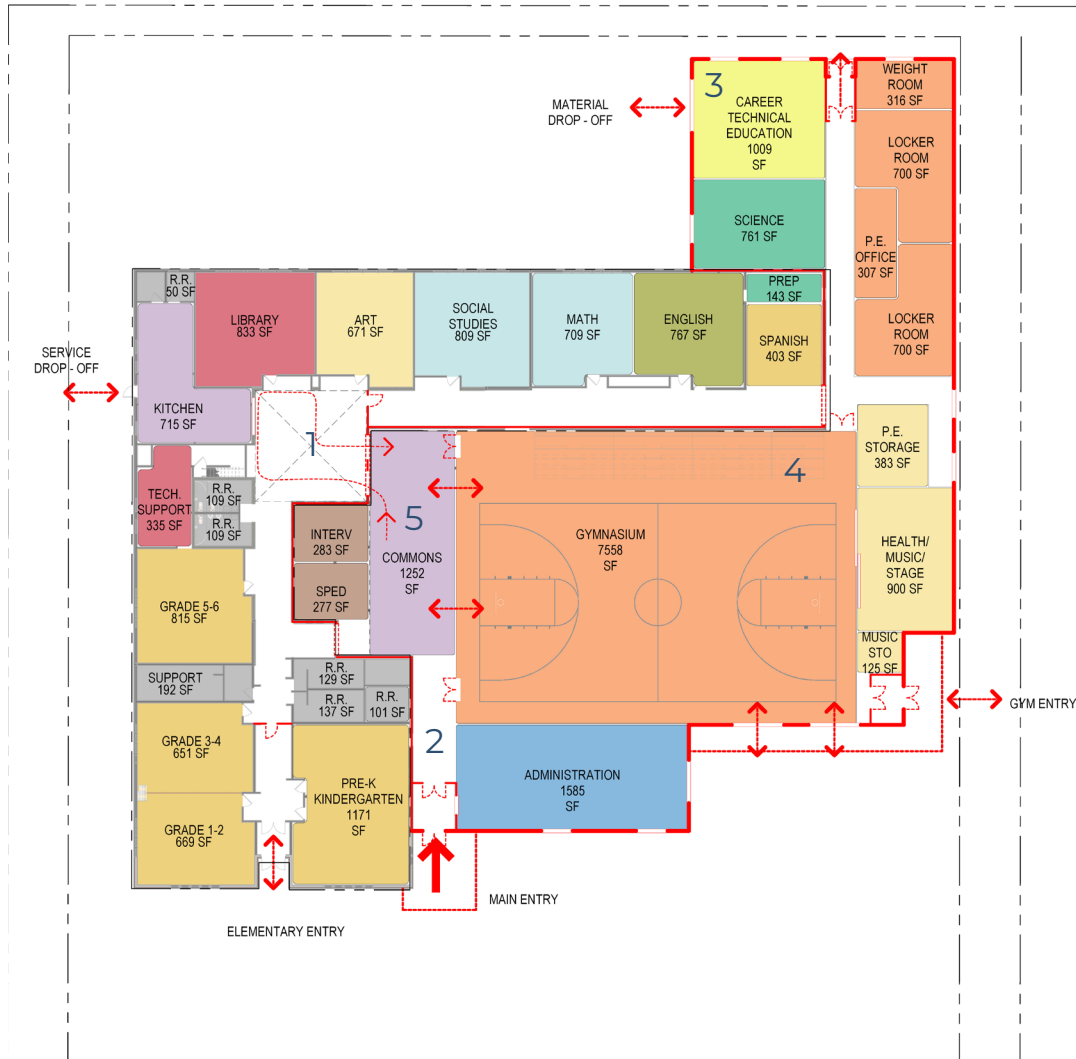 3
CAREER
TECHNICAL
EDUCATION
1009
SF
WEIGHT
ROOM
316 SF
MATERIAL
DROP - OFF
LOCKER
ROOM
700 SF
SCIENCE
761 SF
P.E.
OFFICE
307 SF
R.R.
50 SF
LIBRARY
833 SF
ART
671 SF
SOCIAL
STUDIES
809 SF
MATH
709 SF
ENGLISH
767 SF
PREP
143 SF
SPANISH
403 SF
LOCKER
ROOM
700 SF
SERVICE
DROP - OFF
KITCHEN
715 SF
1
P.E.
STORAGE
383 SF
4
TECH.
SUPPORT
335 SF
R.R.
109 SF
R.R.
109 SF
INTERV
283 SF
SPED
277 SF
5
COMMONS
1252
SF
GYMNASIUM
7558
SF
HEALTH/
MUSIC/
STAGE
900 SF
GRADE 5-6
815 SF
MUSIC
STO
125 SF
SUPPORT
192 SF
R.R.
129 SF
R.R.
137 SF
R.R.
101 SF
GYM ENTRY
GRADE 3-4
651 SF
2
PRE-K
KINDERGARTEN
1171
SF
ADMINISTRATION
1585
SF
GRADE 1-2
669 SF
MAIN ENTRY
ELEMENTARY ENTRY